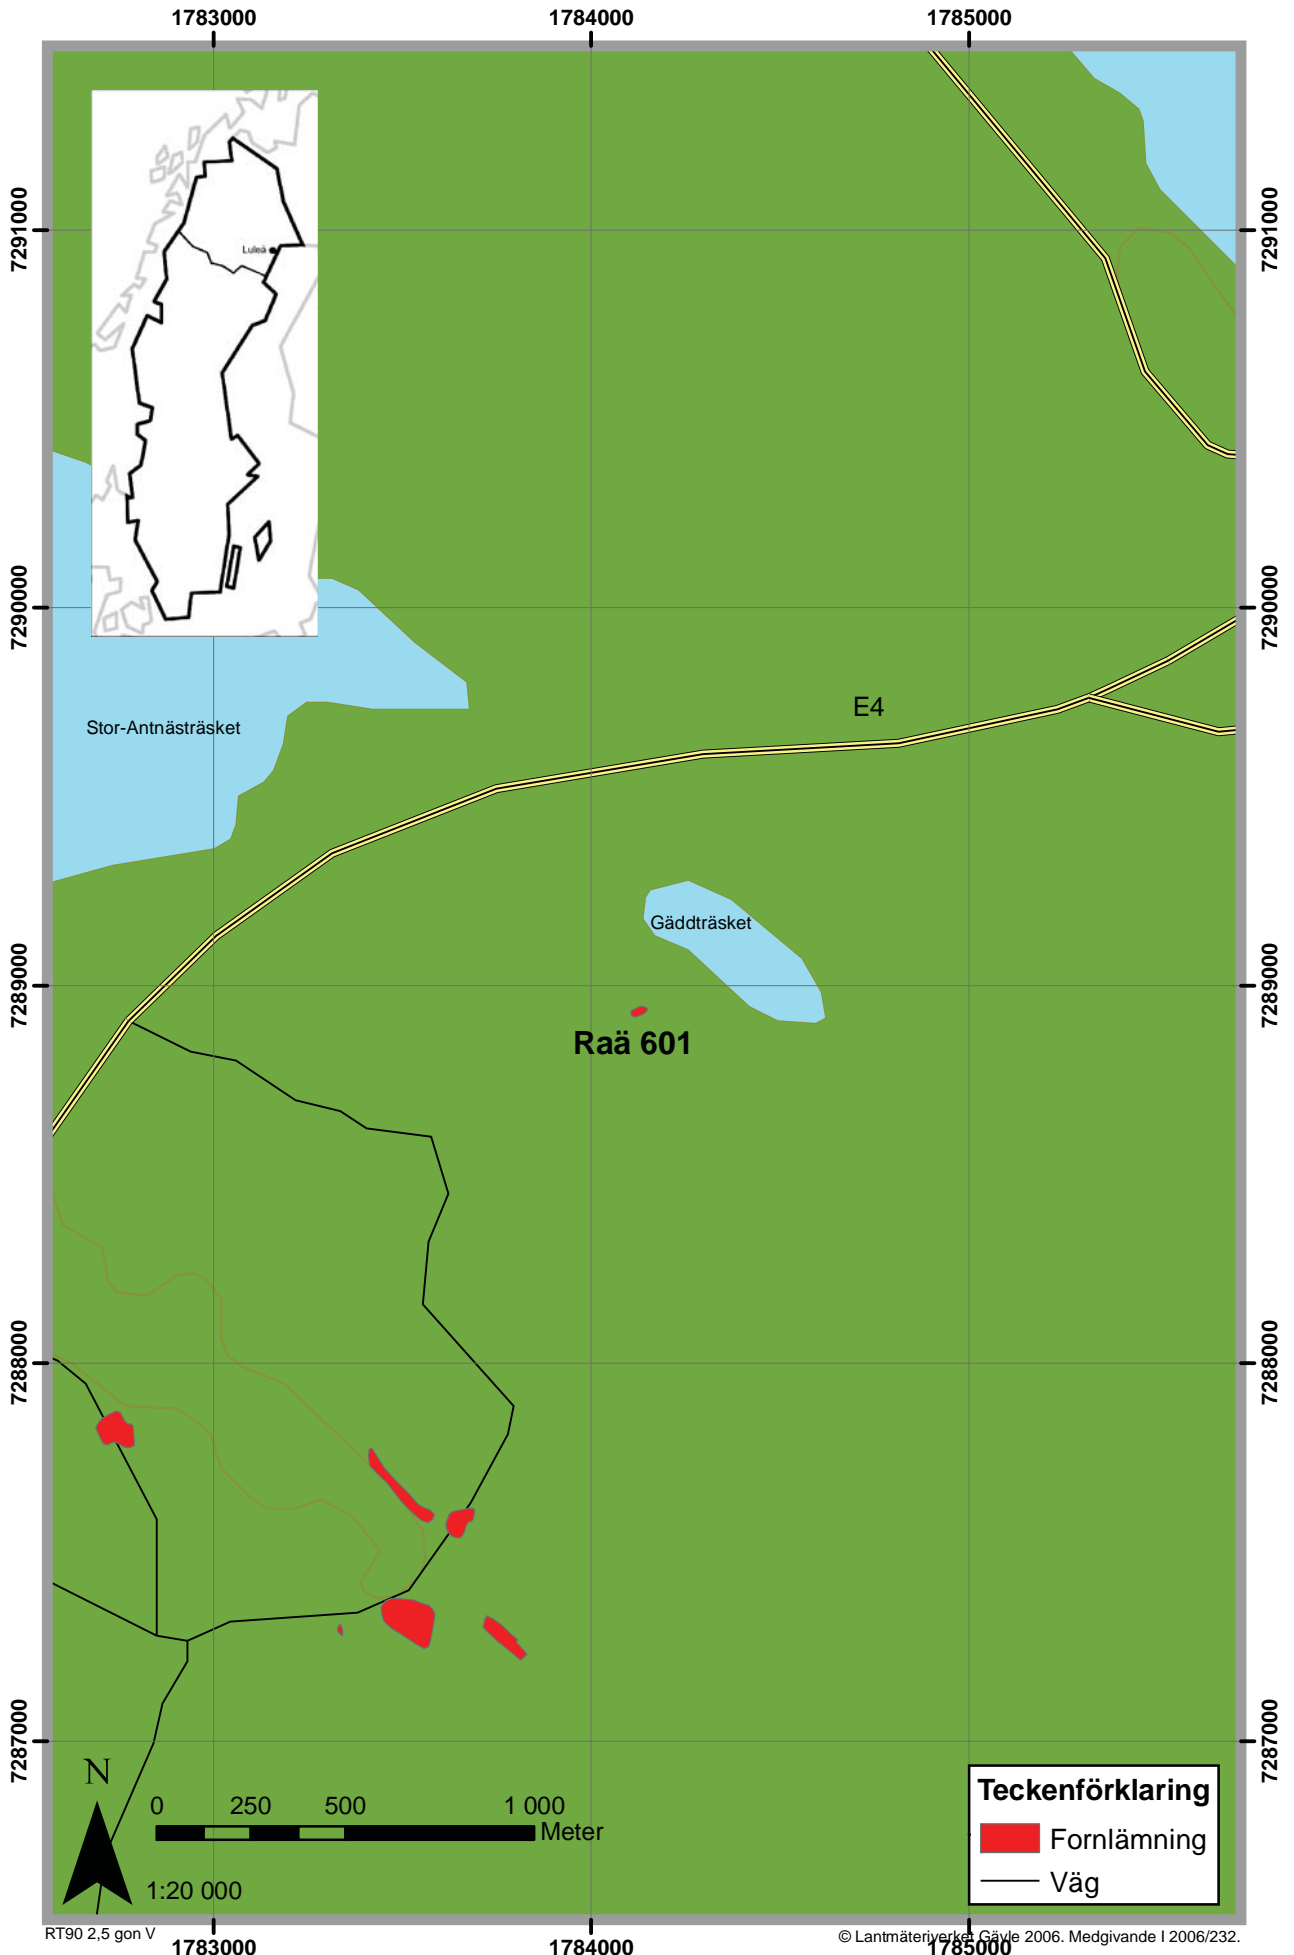 1783000 1784000 1785000
7291000 7291000
Luleå
7290000 7290000
E4
Stor-Antnästräsket
Gäddträsket
7289000 7289000
Raä 601
7288000 7288000
7287000 7287000
N
0 250 500 1 000
Meter
1:20 000
Teckenförklaring
Fornlämning
Väg
RT90 2,5 gon V
© Lantmäteriverket Gävle 2006. Medgivande I 2006/232.
1783000 1784000 1785000